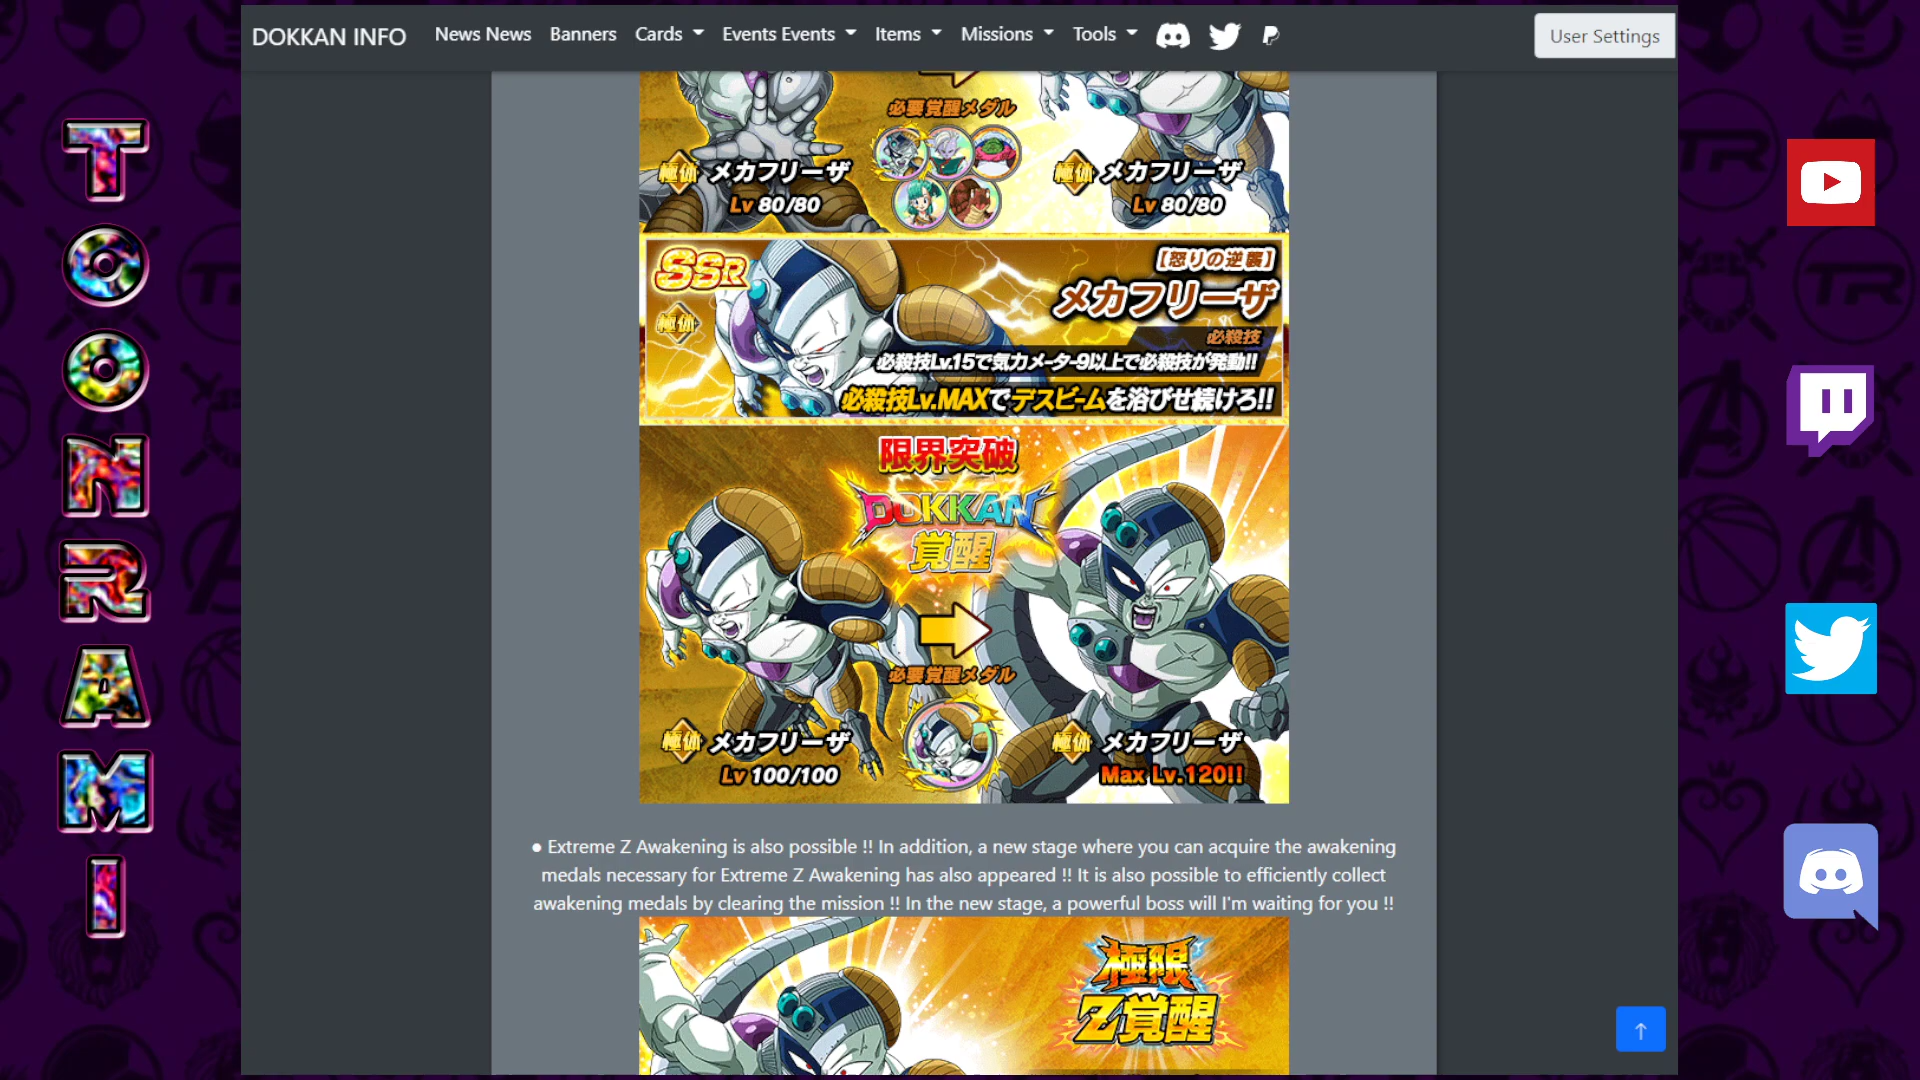 DOKKAN INFO
News News
Banners
Cards
Events Events
Items
Missions
Tools
User Settings
TOONRAMI
必要覚醒メダル
極体 メカフリーザ
Lv 80/80
極体 メカフリーザ
Lv 80/80
SSR
極体
【怒りの逆襲】
メカフリーザ
必殺技
必殺技Lv.15で気力メーター9以上で必殺技が発動!!
必殺技Lv.MAXでデスビームを浴びせ続けろ!!
限界突破
DOKKAN
覚醒
必要覚醒メダル
極体 メカフリーザ
Lv 100/100
極体 メカフリーザ
Max Lv.120!!
● Extreme Z Awakening is also possible !! In addition, a new stage where you can acquire the awakening
medals necessary for Extreme Z Awakening has also appeared !! It is also possible to efficiently collect
awakening medals by clearing the mission !! In the new stage, a powerful boss will I'm waiting for you !!
極限
Z覚醒
↑